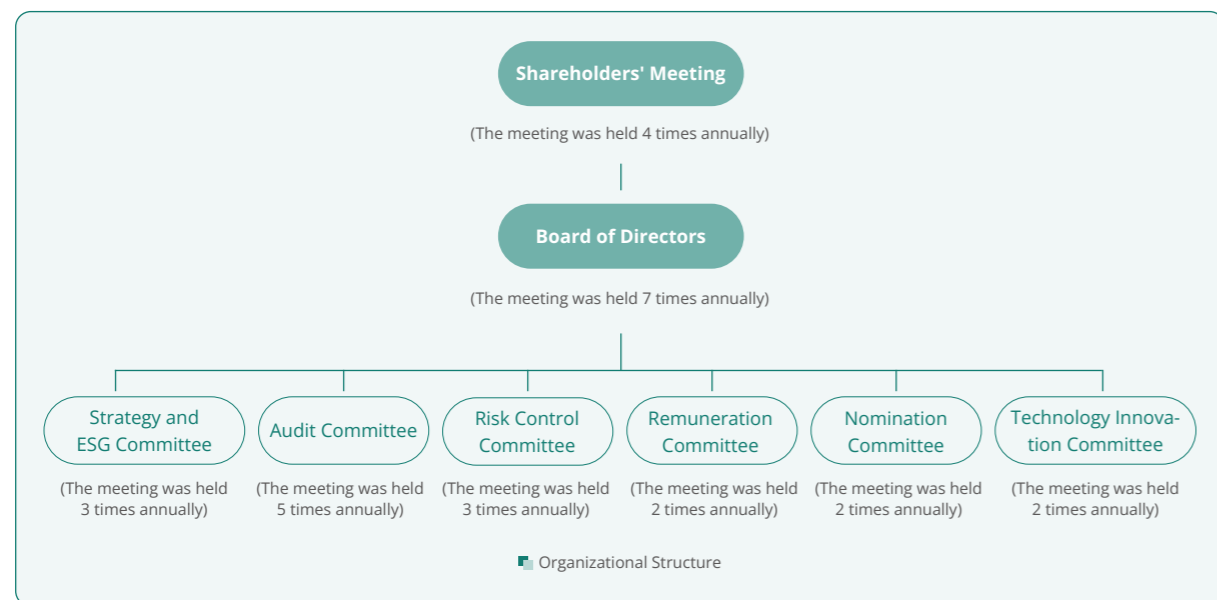 Shareholders' Meeting
(The meeting was held 4 times annually)
Board of Directors
(The meeting was held 7 times annually)
Strategy and
ESG Committee
(The meeting was held
3 times annually)
Audit Committee
(The meeting was held
5 times annually)
Risk Control
Committee
(The meeting was held
3 times annually)
Remuneration
Committee
(The meeting was held
2 times annually)
Nomination
Committee
(The meeting was held
2 times annually)
Technology Innova-
tion Committee
(The meeting was held
2 times annually)
Organizational Structure